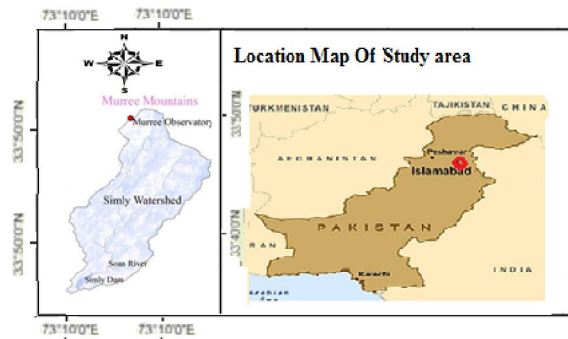 73°10'0"E 73°10'0"E
N
W E
S
Murree Mountains
Murree Observatory
Simly Watershed
Soan River
Simly Dam
33°50'0"N
33°50'0"N
73°10'0"E 73°10'0"E
Location Map Of Study area
33°50'0"N
33°40'0"N
TURKMENISTAN
TAJIKISTAN
CHINA
AFGHANISTAN
Peshawar
Islamabad
PAKISTAN
RAN
INDIA
Karachi
arabian